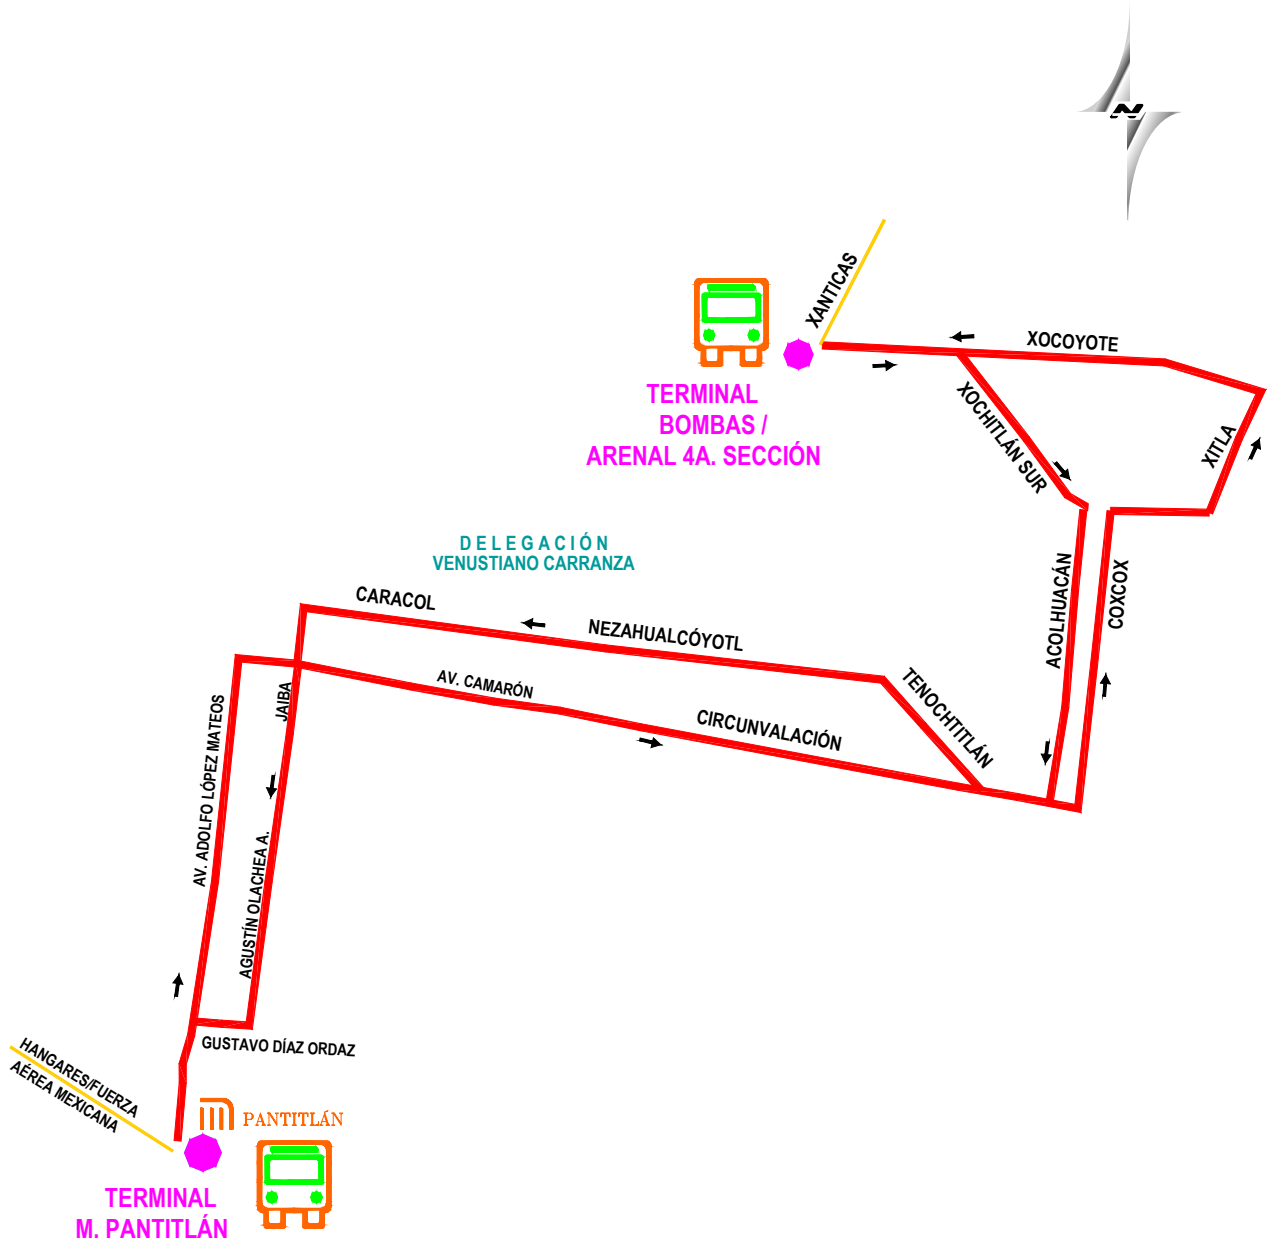 N
XANTICAS
XOCOYOTE
TERMINAL
BOMBAS /
ARENAL 4A. SECCIÓN
XOCHITLÁN SUR
XITLA
DELEGACIÓN
VENUSTIANO CARRANZA
ACOLHUACÁN
COXCOX
CARACOL
NEZAHUALCÓYOTL
AV. CAMARÓN
TENOCHTITLÁN
JAIBA
CIRCUNVALACIÓN
AV. ADOLFO LÓPEZ MATEOS
AGUSTÍN OLACHEA A.
GUSTAVO DÍAZ ORDAZ
HANGARES/FUERZA
AÉREA MEXICANA
PANTITLÁN
TERMINAL
M. PANTITLÁN